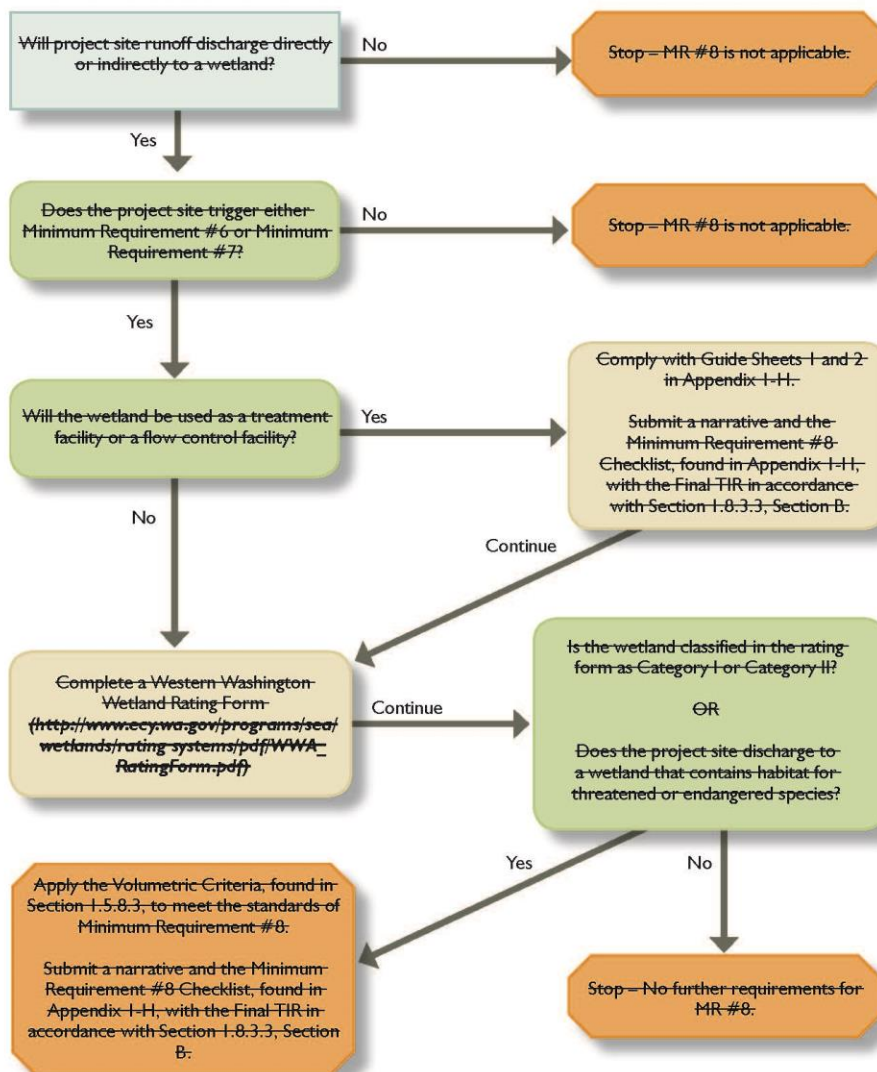 Will project site runoff discharge directly
or indirectly to a wetland?
No
Stop – MR #8 is not applicable.
Yes
Does the project site trigger either
Minimum Requirement #6 or Minimum
Requirement #7?
No
Stop – MR #8 is not applicable.
Yes
Will the wetland be used as a treatment
facility or a flow control facility?
Yes
Comply with Guide Sheets 1 and 2
in Appendix 1-H.
Submit a narrative and the
Minimum Requirement #8
Checklist, found in Appendix 1-H,
with the Final TIR in accordance
with Section 1.8.3.3, Section B.
No
Continue
Complete a Western Washington
Wetland Rating Form
(http://www.ecy.wa.gov/programs/sea/
wetlands/rating systems/pdf/WWA_
RatingForm.pdf)
Continue
Is the wetland classified in the rating
form as Category I or Category II?
OR
Does the project site discharge to
a wetland that contains habitat for
threatened or endangered species?
Yes
No
Apply the Volumetric Criteria, found in
Section 1.5.8.3, to meet the standards of
Minimum Requirement #8.
Submit a narrative and the Minimum
Requirement #8 Checklist, found in
Appendix 1-H, with the Final TIR in
accordance with Section 1.8.3.3, Section
B.
Stop – No further requirements for
MR #8.